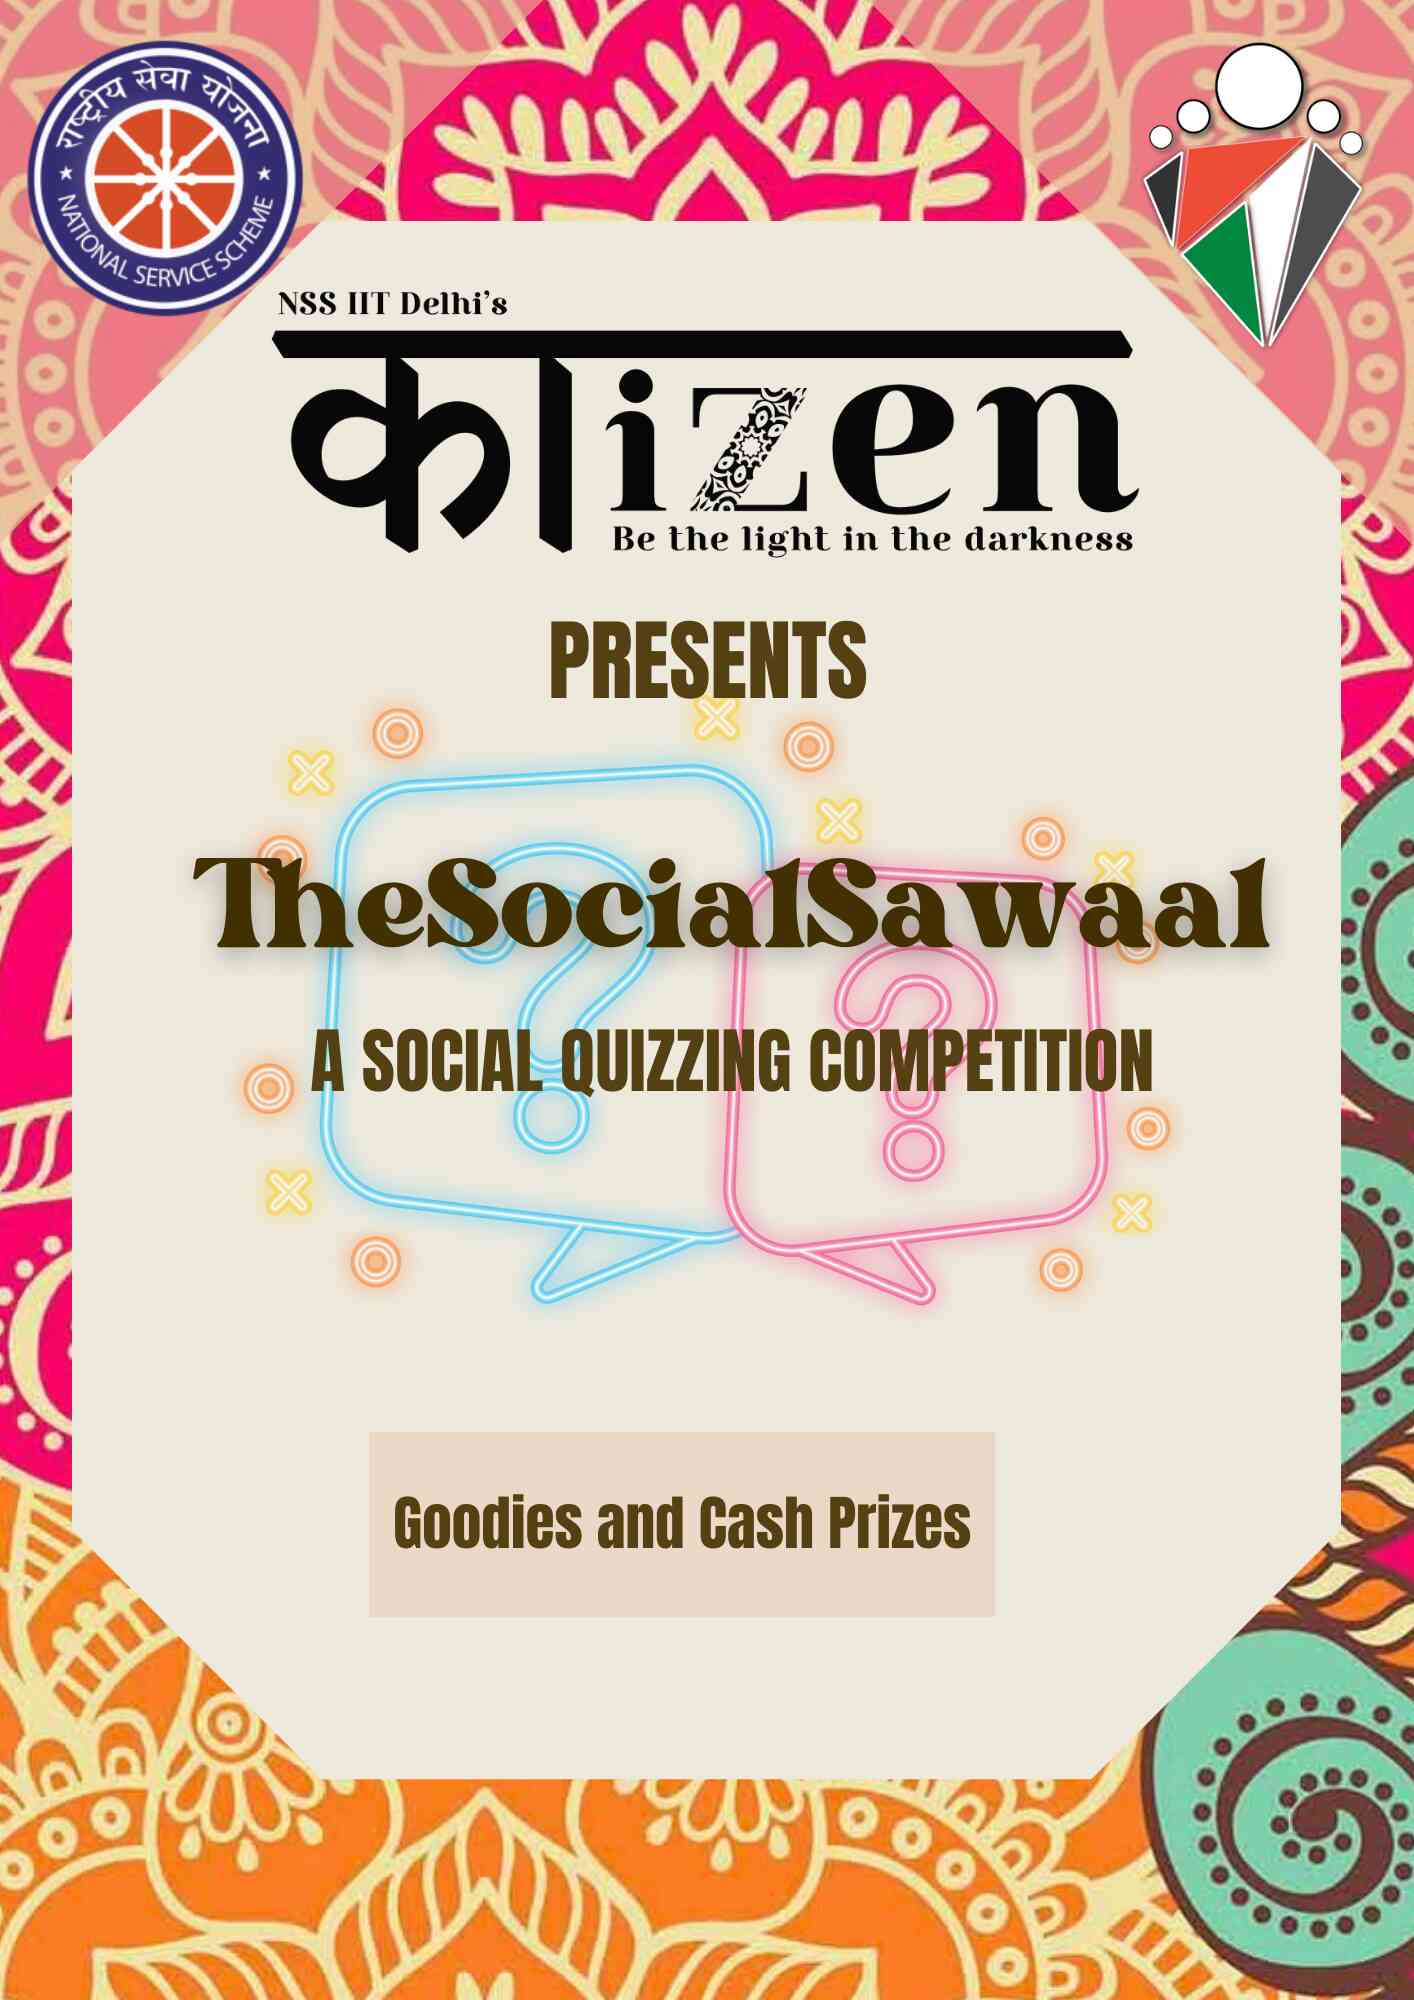 राष्ट्रीय सेवा योजना
NATIONAL SERVICE SCHEME
NSS IIT Delhi's
काizen
Be the light in the darkness
PRESENTS
TheSocialSawaal
A SOCIAL QUIZZING COMPETITION
Goodies and Cash Prizes